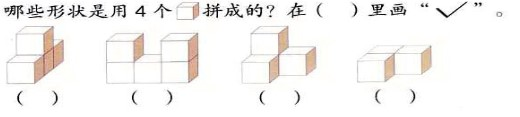 哪些形状是用 4 个 拼成的？在（ ）里画“✓”。
（ ） （ ） （ ） （ ）